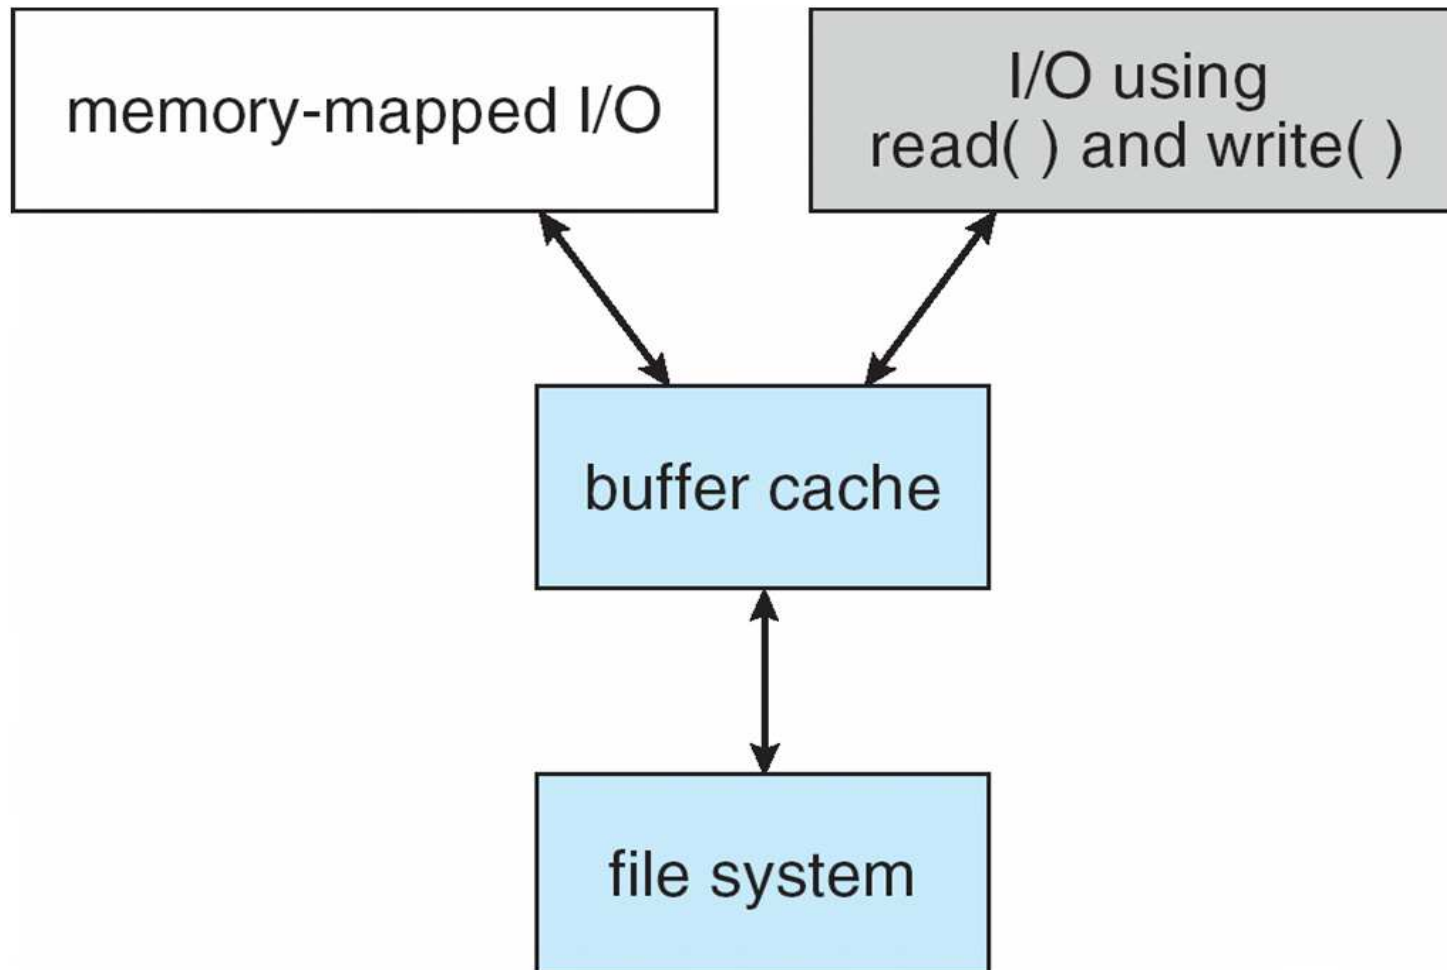 memory-mapped I/O
I/O using
read( ) and write( )
buffer cache
file system